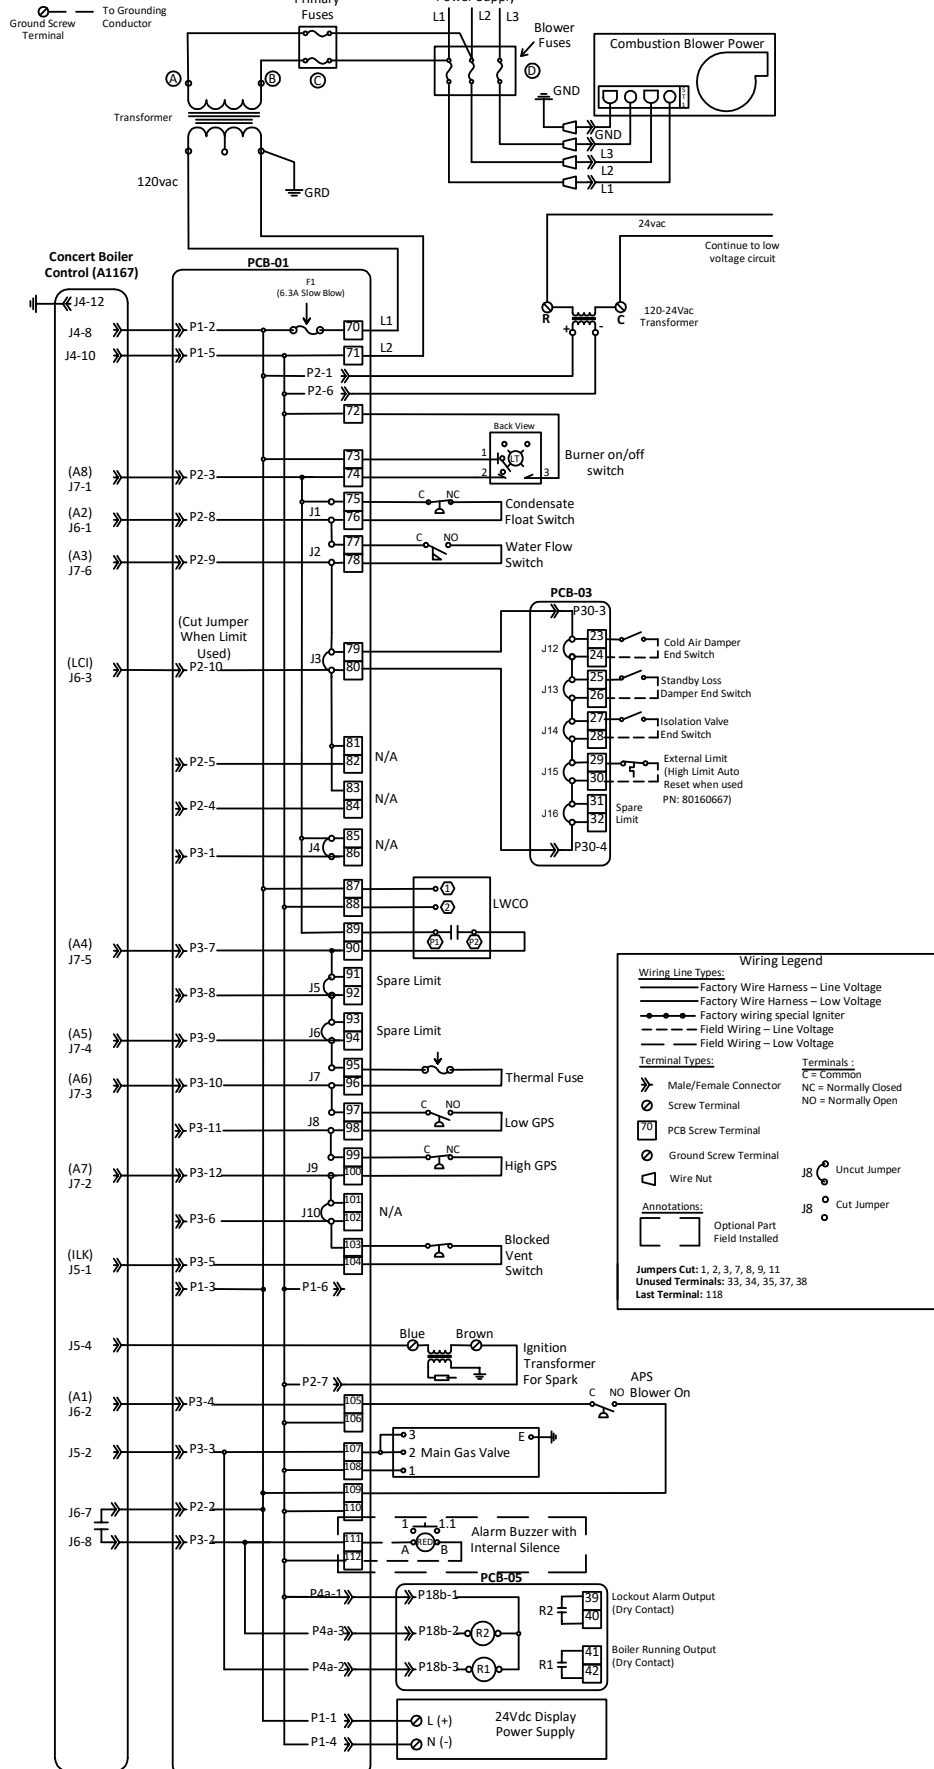 To Grounding
Conductor
Ground Screw
Terminal
Primary
Fuses
Power Supply
L1
L2
L3
Blower
Fuses
Combustion Blower Power
S
T
1
A
B
C
D
GND
Transformer
GND
L3
L2
L1
120vac
GRD
24vac
Continue to low
voltage circuit
Concert Boiler
Control (A1167)
PCB-01
F1
(6.3A Slow Blow)
J4-12
R
C
120-24Vac
Transformer
+
-
J4-8
P1-2
70
L1
J4-10
P1-5
71
L2
P2-1
P2-6
72
Back View
Burner on/off
switch
73
1
LT
(A8)
J7-1
P2-3
74
2
3
75
C
NC
Condensate
Float Switch
(A2)
J6-1
P2-8
J1
76
77
C
NO
Water Flow
Switch
(A3)
J7-6
P2-9
J2
78
PCB-03
P30-3
(Cut Jumper
When Limit
Used)
J12
23
24
Cold Air Damper
End Switch
J3
79
80
(LCI)
J6-3
P2-10
J13
25
26
Standby Loss
Damper End Switch
J14
27
28
Isolation Valve
End Switch
81
82
N/A
P2-5
J15
29
30
External Limit
(High Limit Auto
Reset when used
PN: 80160667)
83
84
N/A
P2-4
J16
31
32
Spare
Limit
85
86
N/A
J4
P3-1
P30-4
87
1
88
2
LWCO
89
P1
P2
(A4)
J7-5
P3-7
90
91
92
Spare Limit
P3-8
J5
93
94
Spare Limit
(A5)
J7-4
P3-9
J6
95
96
Thermal Fuse
(A6)
J7-3
P3-10
J7
97
98
C
NO
Low GPS
P3-11
J8
99
100
C
NC
High GPS
(A7)
J7-2
P3-12
J9
101
102
N/A
P3-6
J10
103
104
Blocked
Vent
Switch
(ILK)
J5-1
P3-5
P1-3
P1-6
Wiring Legend
Wiring Line Types:
Factory Wire Harness – Line Voltage
Factory Wire Harness – Low Voltage
Factory wiring special Igniter
Field Wiring – Line Voltage
Field Wiring – Low Voltage
Terminal Types:
Terminals :
C = Common
NC = Normally Closed
NO = Normally Open
Male/Female Connector
Screw Terminal
70
PCB Screw Terminal
Ground Screw Terminal
Wire Nut
J8
Uncut Jumper
J8
Cut Jumper
Annotations:
Optional Part
Field Installed
Jumpers Cut: 1, 2, 3, 7, 8, 9, 11
Unused Terminals: 33, 34, 35, 37, 38
Last Terminal: 118
J5-4
Blue
Brown
Ignition
Transformer
For Spark
P2-7
(A1)
J6-2
P3-4
105
106
C
NO
APS
Blower On
J5-2
P3-3
107
108
3
2 Main Gas Valve
1
E
109
110
J6-7
P2-2
J6-8
P3-2
111
112
1
1.1
A
RED
B
Alarm Buzzer with
Internal Silence
PCB-05
P4a-1
P18b-1
R2
39
40
Lockout Alarm Output
(Dry Contact)
P4a-3
P18b-2
R2
P4a-2
P18b-3
R1
R1
41
42
Boiler Running Output
(Dry Contact)
P1-1
L (+)
P1-4
N (-)
24Vdc Display
Power Supply